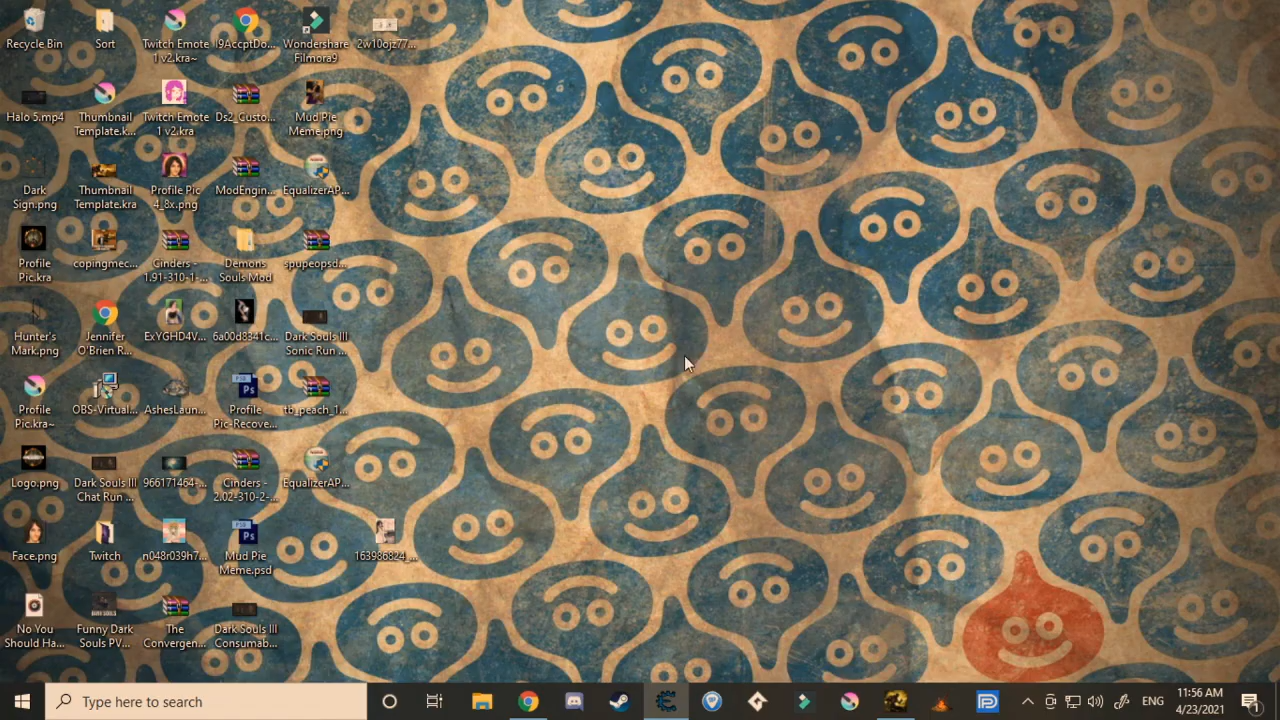 Recycle Bin
Sort
Twitch Emote
1 v2.kra~
I9AccptDo...
Wondershare
Filmora9
2w10ojz77...
Halo 5.mp4
Thumbnail
Template.k...
Twitch Emote
1 v2.kra
Ds2_Custo...
Mud Pie
Meme.png
Dark
Sign.png
Thumbnail
Template.kra
Profile Pic
4_8x.png
ModEngin...
EqualizerAP...
Profile
Pic.kra
copingmec...
Cinders -
1.91-310-1-...
Demons
Souls Mod
spupeopsd...
Hunter's
Mark.png
Jennifer
O'Brien R...
ExYGHD4V...
6a00d8341c...
Dark Souls III
Sonic Run ...
Profile
Pic.kra~
OBS-Virtual...
AshesLaun...
Profile
Pic-Recove...
tb_peach_1...
Logo.png
Dark Souls III
Chat Run ...
966171464-...
Cinders -
2.02-310-2-...
EqualizerAP...
Face.png
Twitch
n048r039h7...
Mud Pie
Meme.psd
163986824_...
No You
Should Ha...
Funny Dark
Souls PV...
The
Convergen...
Dark Souls III
Consumab...
Type here to search
ENG
11:56 AM
4/23/2021
1